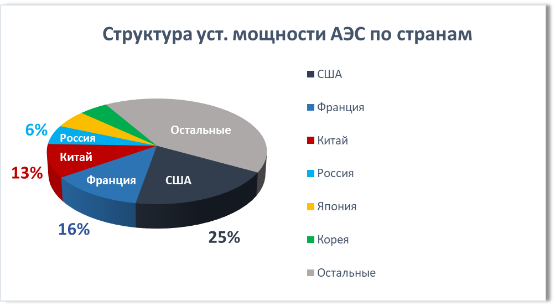 Структура уст. мощности АЭС по странам
США
Франция
Китай
Россия
Япония
Корея
Остальные
Остальные
6%
Россия
Китай
13%
Франция
США
16%
25%